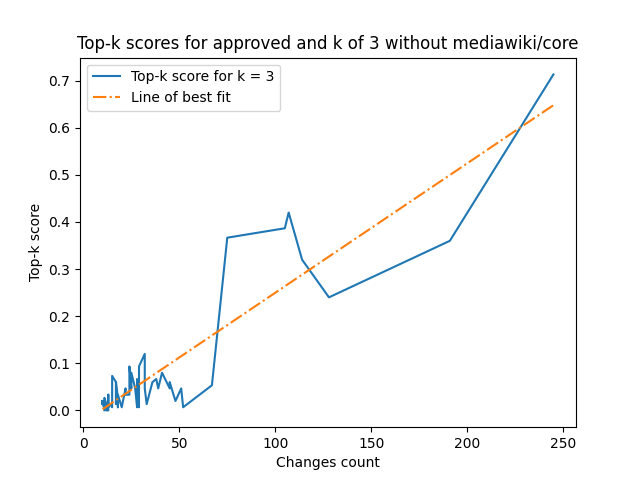 Top-k scores for approved and k of 3 without mediawiki/core
Top-k score for k = 3
Line of best fit
Top-k score
0.7
0.6
0.5
0.4
0.3
0.2
0.1
0.0
0
50
100
150
200
250
Changes count